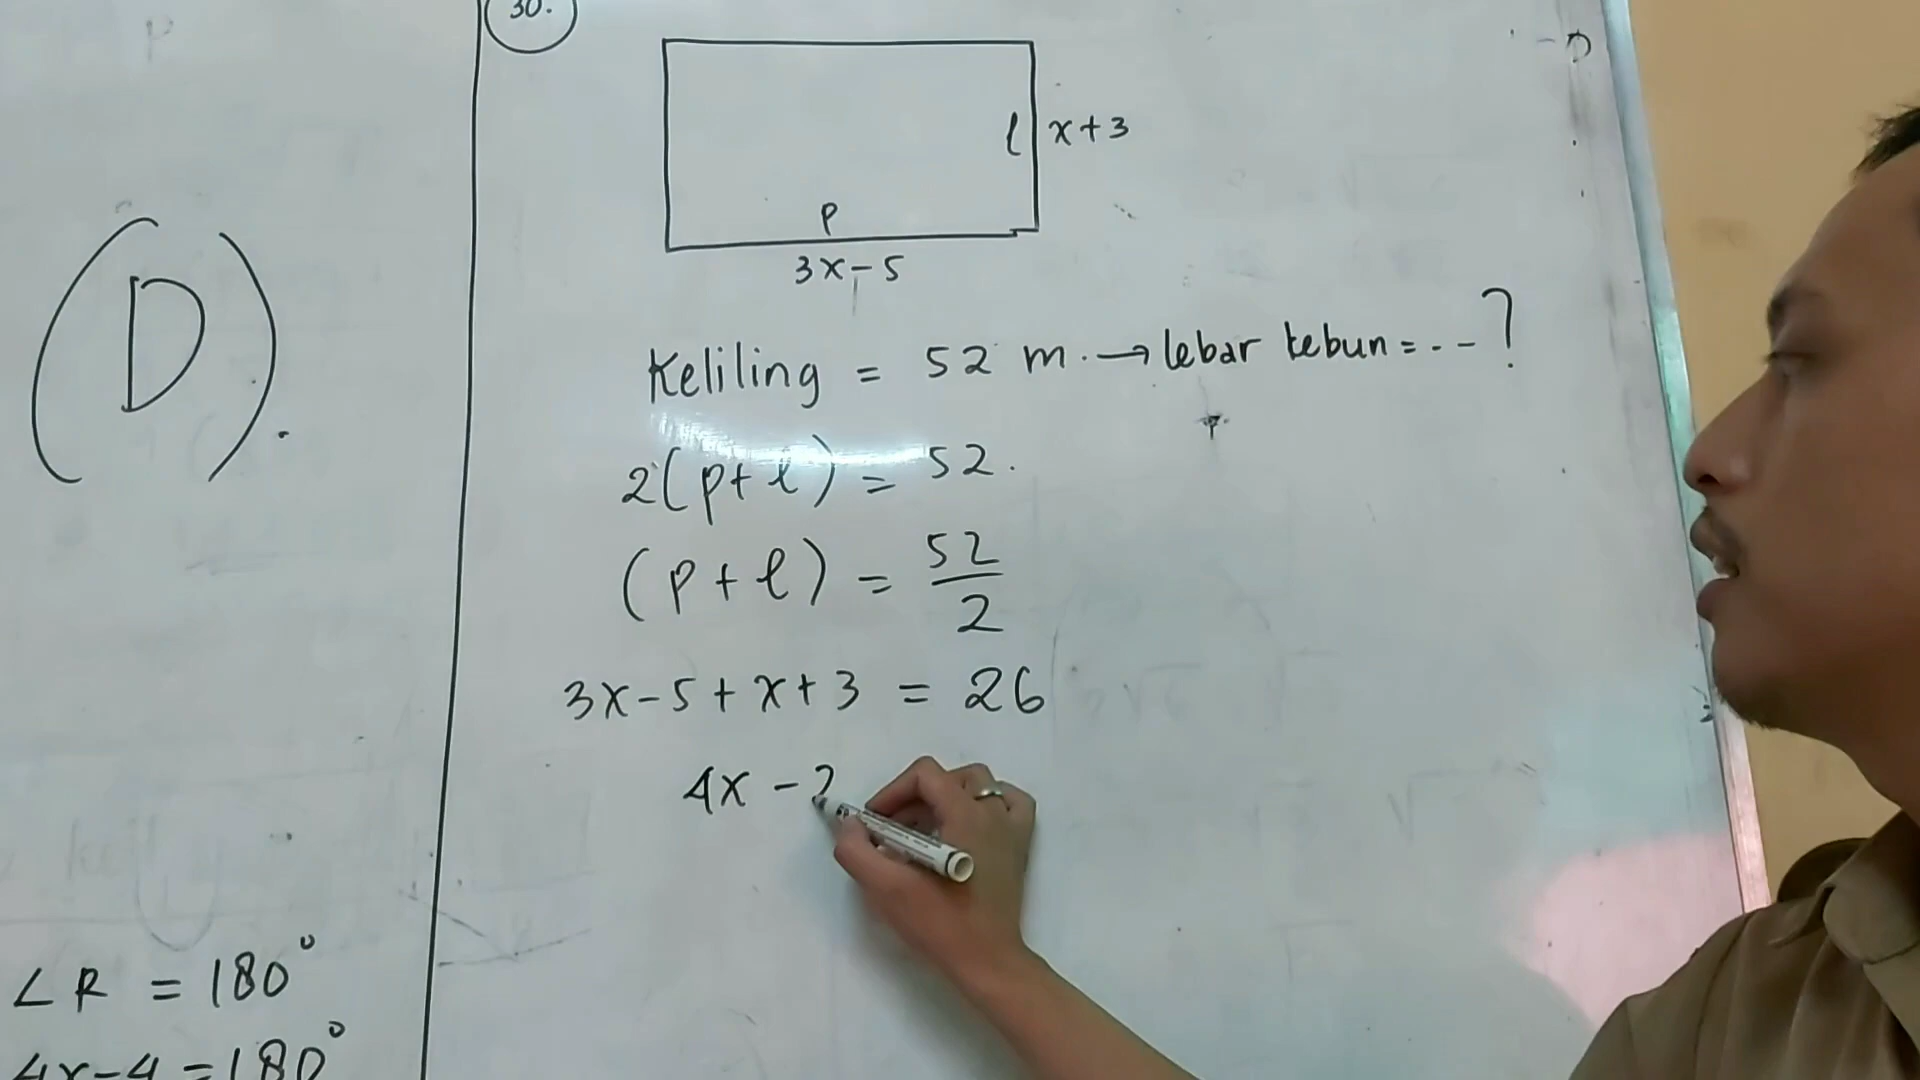 30.
l x+3
p
3x-5
Keliling = 52 m. → lebar kebun = . - - ?
2(p+l) = 52.
(p+l) = 52/2
3x-5+x+3 = 26
4x -2
(D).
∠R = 180°
4x-4 = 180°